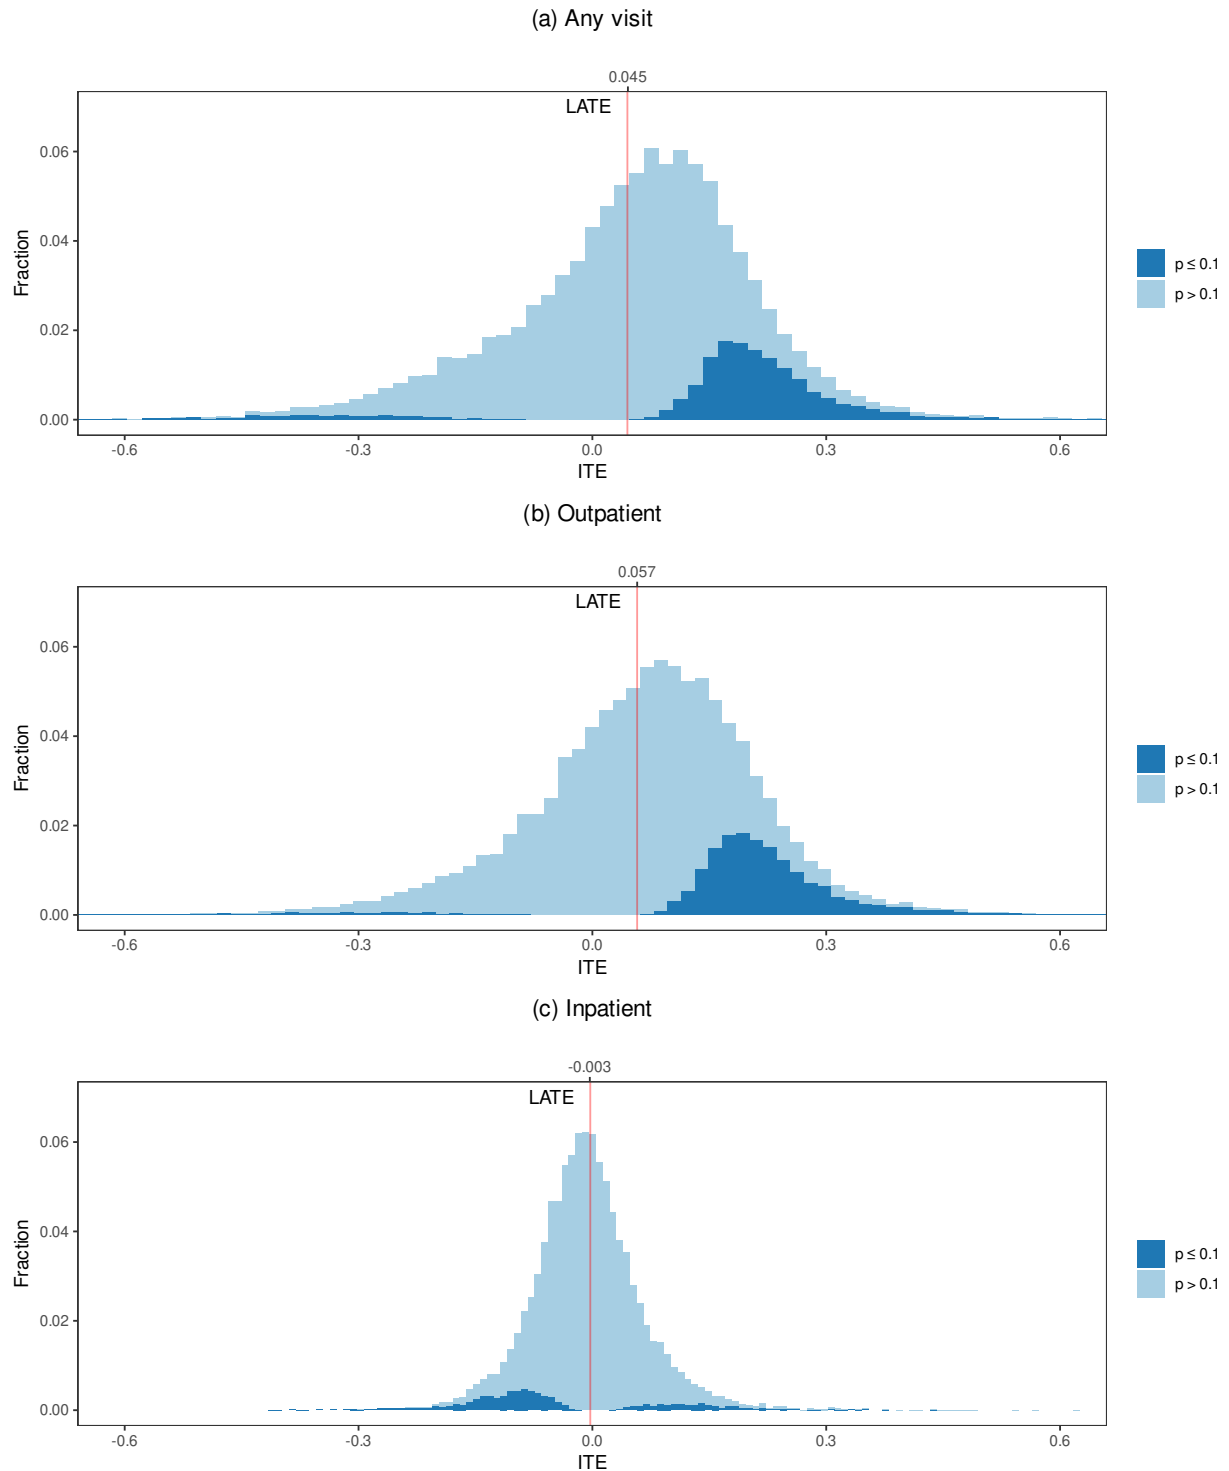 (a) Any visit
0.045
LATE
0.06
0.04
0.02
0.00
Fraction
-0.6 -0.3 0.0 0.3 0.6
ITE
p ≤ 0.1
p > 0.1
(b) Outpatient
0.057
LATE
0.06
0.04
0.02
0.00
Fraction
-0.6 -0.3 0.0 0.3 0.6
ITE
p ≤ 0.1
p > 0.1
(c) Inpatient
-0.003
LATE
0.06
0.04
0.02
0.00
Fraction
-0.6 -0.3 0.0 0.3 0.6
ITE
p ≤ 0.1
p > 0.1